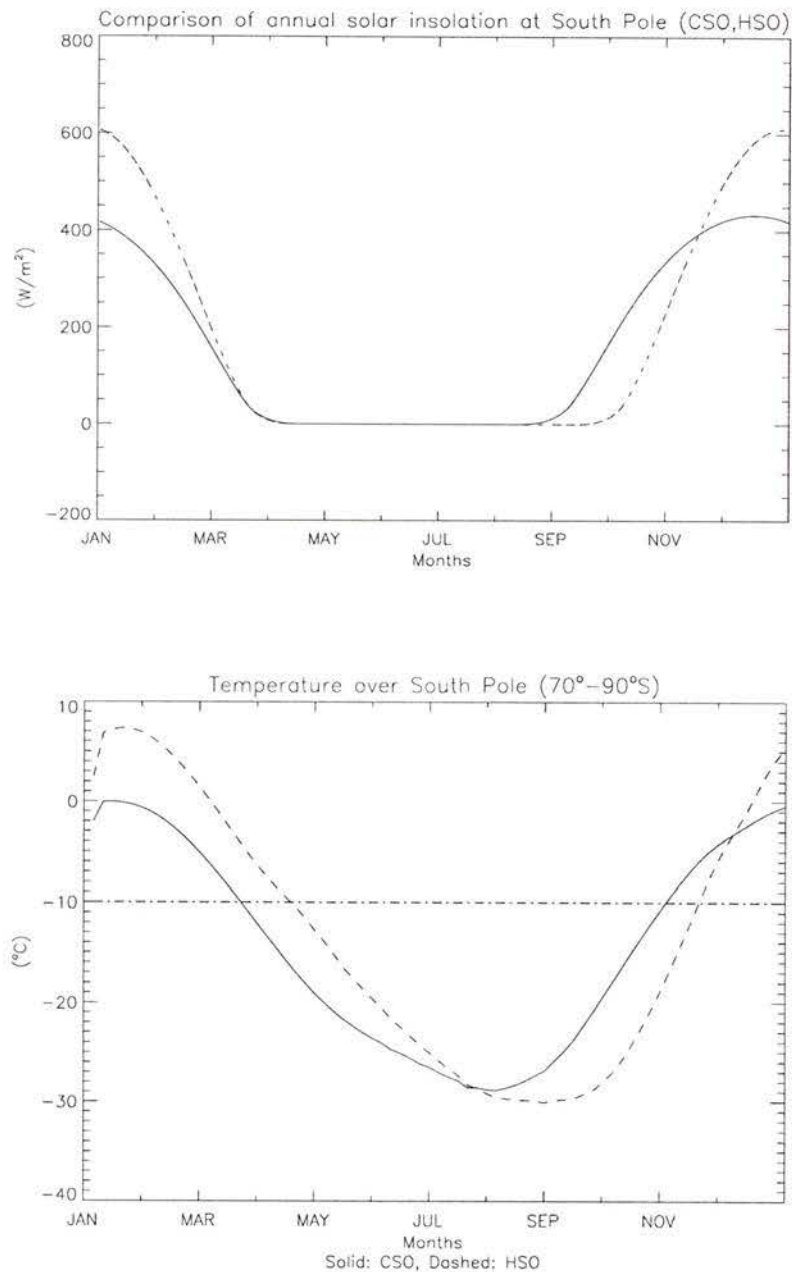 Comparison of annual solar insolation at South Pole (CSO,HSO)
800
600
400
200
0
-200
(W/m²)
JAN MAR MAY JUL SEP NOV
Months
Temperature over South Pole (70°-90°S)
10
0
-10
-20
-30
-40
(°C)
JAN MAR MAY JUL SEP NOV
Months
Solid: CSO, Dashed: HSO